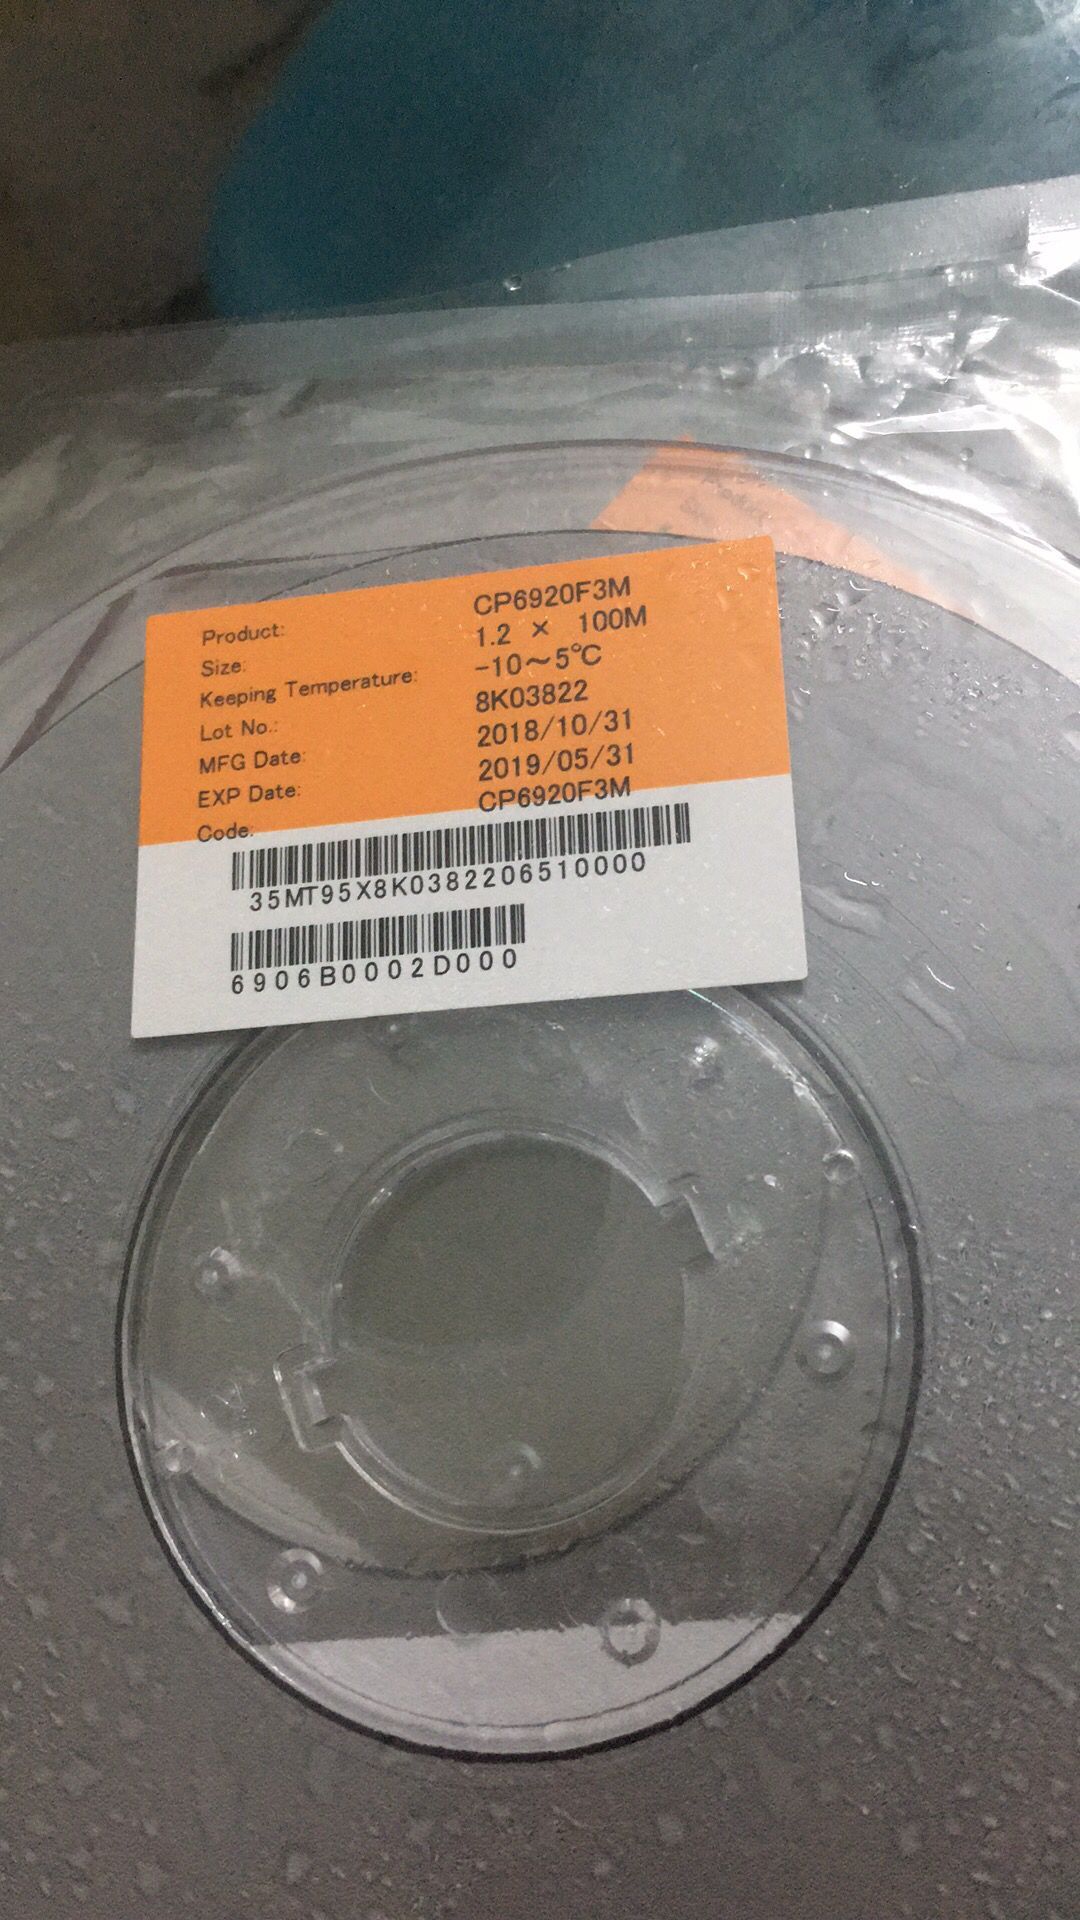 Product: CP6920F3M
Size: 1.2 × 100M
Keeping Temperature: -10～5℃
Lot No.: 8K03822
MFG Date: 2018/10/31
EXP Date: 2019/05/31
Code: CP6920F3M
35MT95X8K0382206510000
6906B0002D000
Product